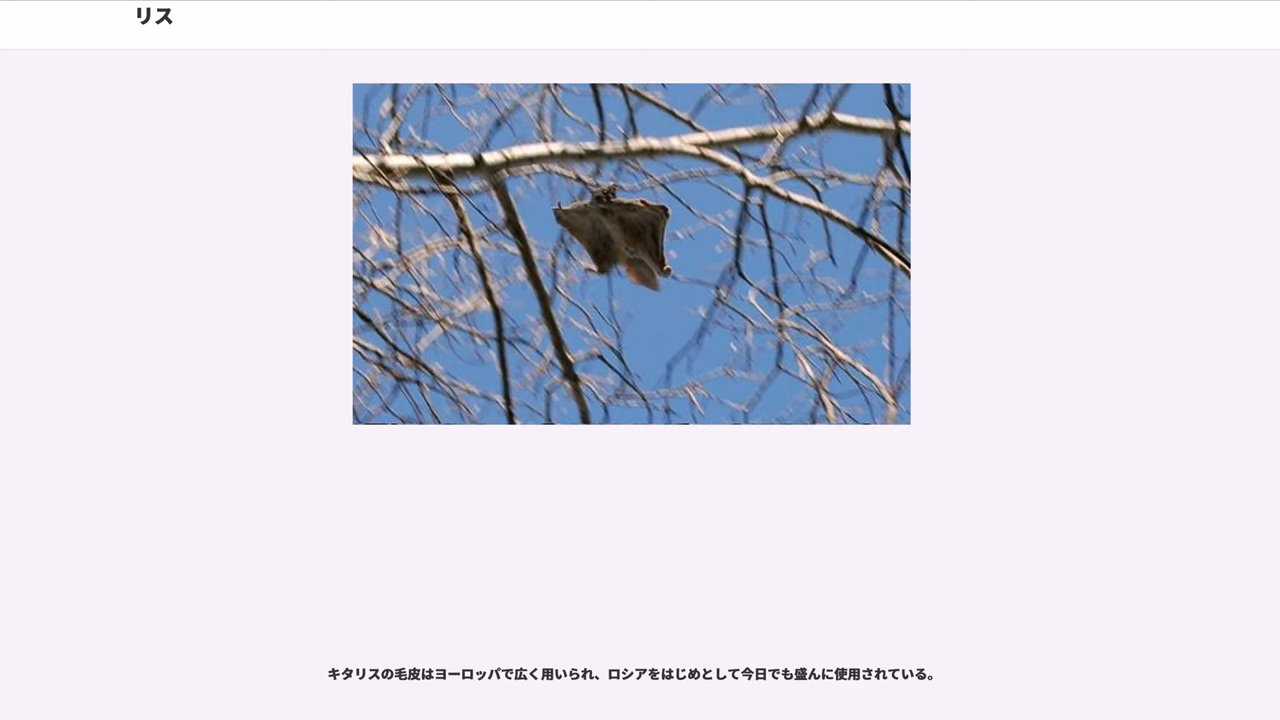 リス
キタリスの毛皮はヨーロッパで広く用いられ、ロシアをはじめとして今日でも盛んに使用されている。